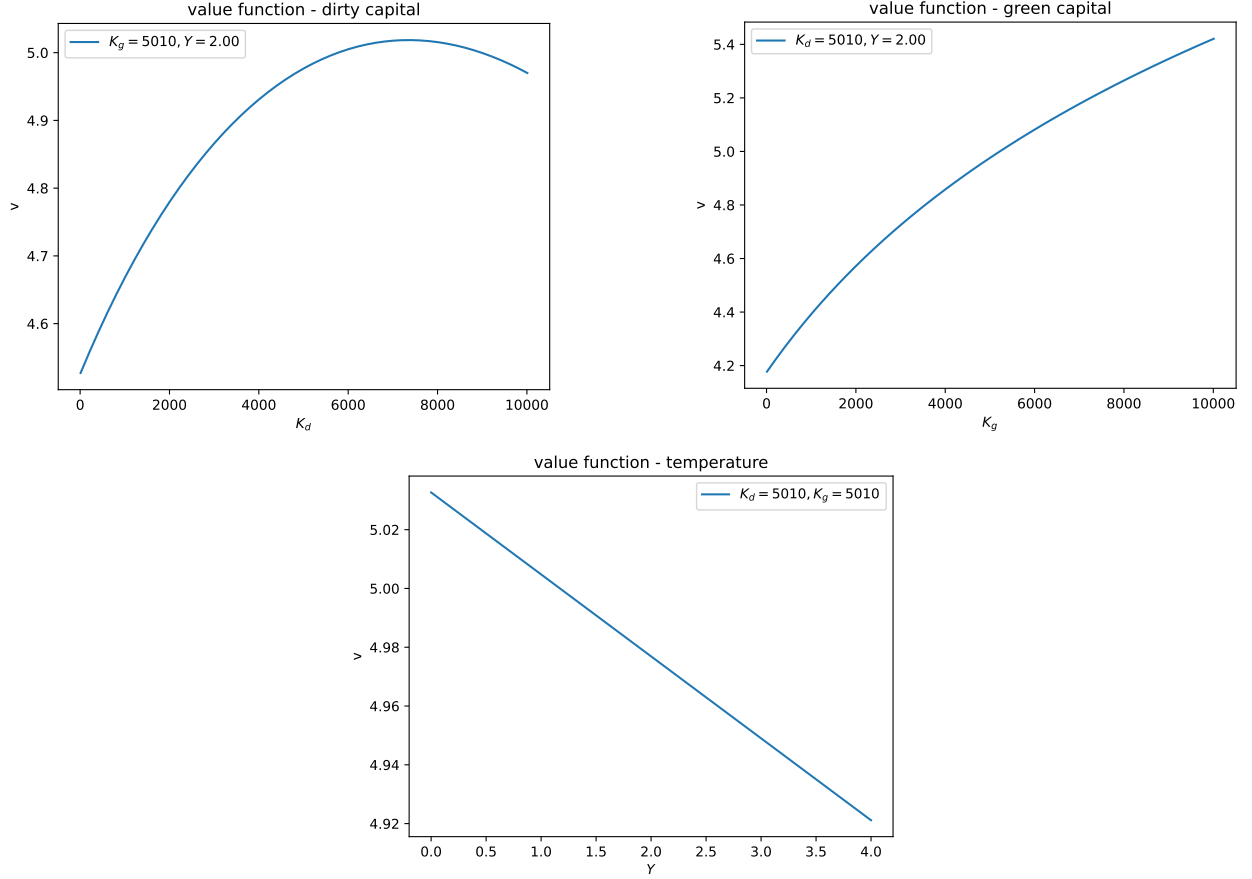 value function - dirty capital
K_g = 5010, Y = 2.00
5.0
4.9
4.8
4.7
4.6
v
0 2000 4000 6000 8000 10000
K_d
value function - green capital
K_d = 5010, Y = 2.00
5.4
5.2
5.0
4.8
4.6
4.4
4.2
v
0 2000 4000 6000 8000 10000
K_g
value function - temperature
K_d = 5010, K_g = 5010
5.02
5.00
4.98
4.96
4.94
4.92
v
0.0 0.5 1.0 1.5 2.0 2.5 3.0 3.5 4.0
Y